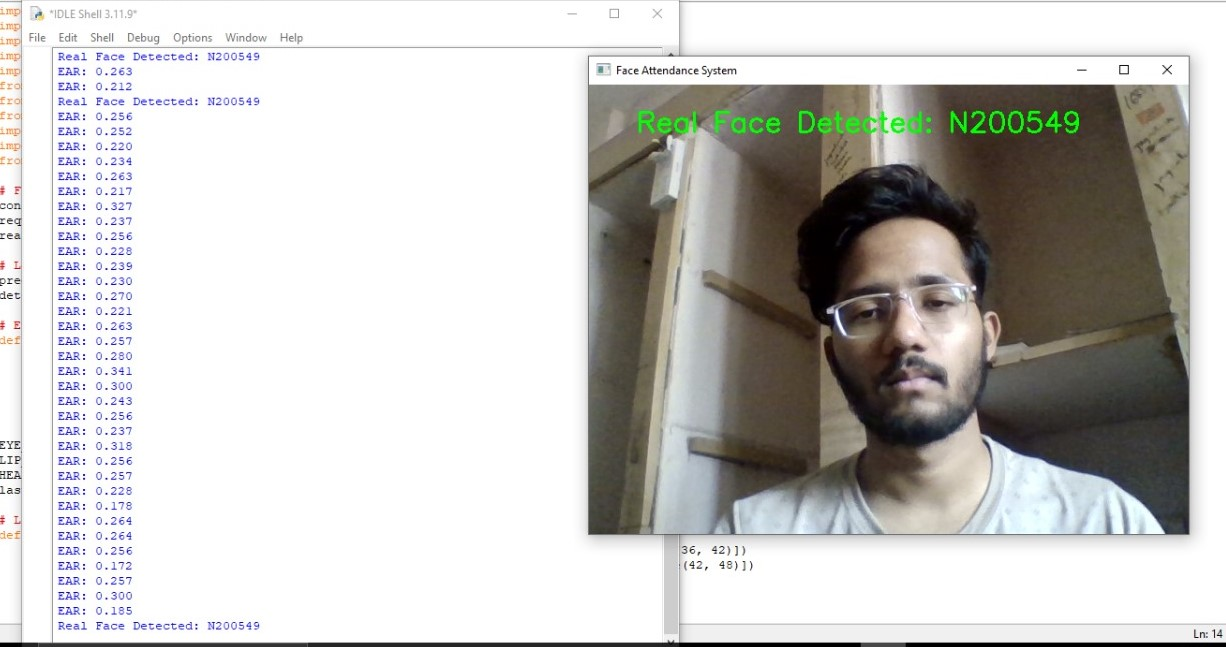 *IDLE Shell 3.11.9*
File Edit Shell Debug Options Window Help
Real Face Detected: N200549
EAR: 0.263
EAR: 0.212
Real Face Detected: N200549
EAR: 0.256
EAR: 0.252
EAR: 0.220
EAR: 0.234
EAR: 0.263
EAR: 0.217
EAR: 0.327
EAR: 0.237
EAR: 0.256
EAR: 0.228
EAR: 0.239
EAR: 0.230
EAR: 0.270
EAR: 0.221
EAR: 0.263
EAR: 0.257
EAR: 0.280
EAR: 0.341
EAR: 0.300
EAR: 0.243
EAR: 0.256
EAR: 0.237
EAR: 0.318
EAR: 0.256
EAR: 0.257
EAR: 0.228
EAR: 0.178
EAR: 0.264
EAR: 0.264
EAR: 0.256
EAR: 0.172
EAR: 0.257
EAR: 0.300
EAR: 0.185
Real Face Detected: N200549
Face Attendance System
Real Face Detected: N200549
imp
imp
imp
imp
imp
fro
fro
fro
imp
imp
fro
# F
con
req
rea
# L
pre
det
# E
def
EYE
LIP
HEA
las
# L
def
36, 42)])
(42, 48)])
Ln: 14